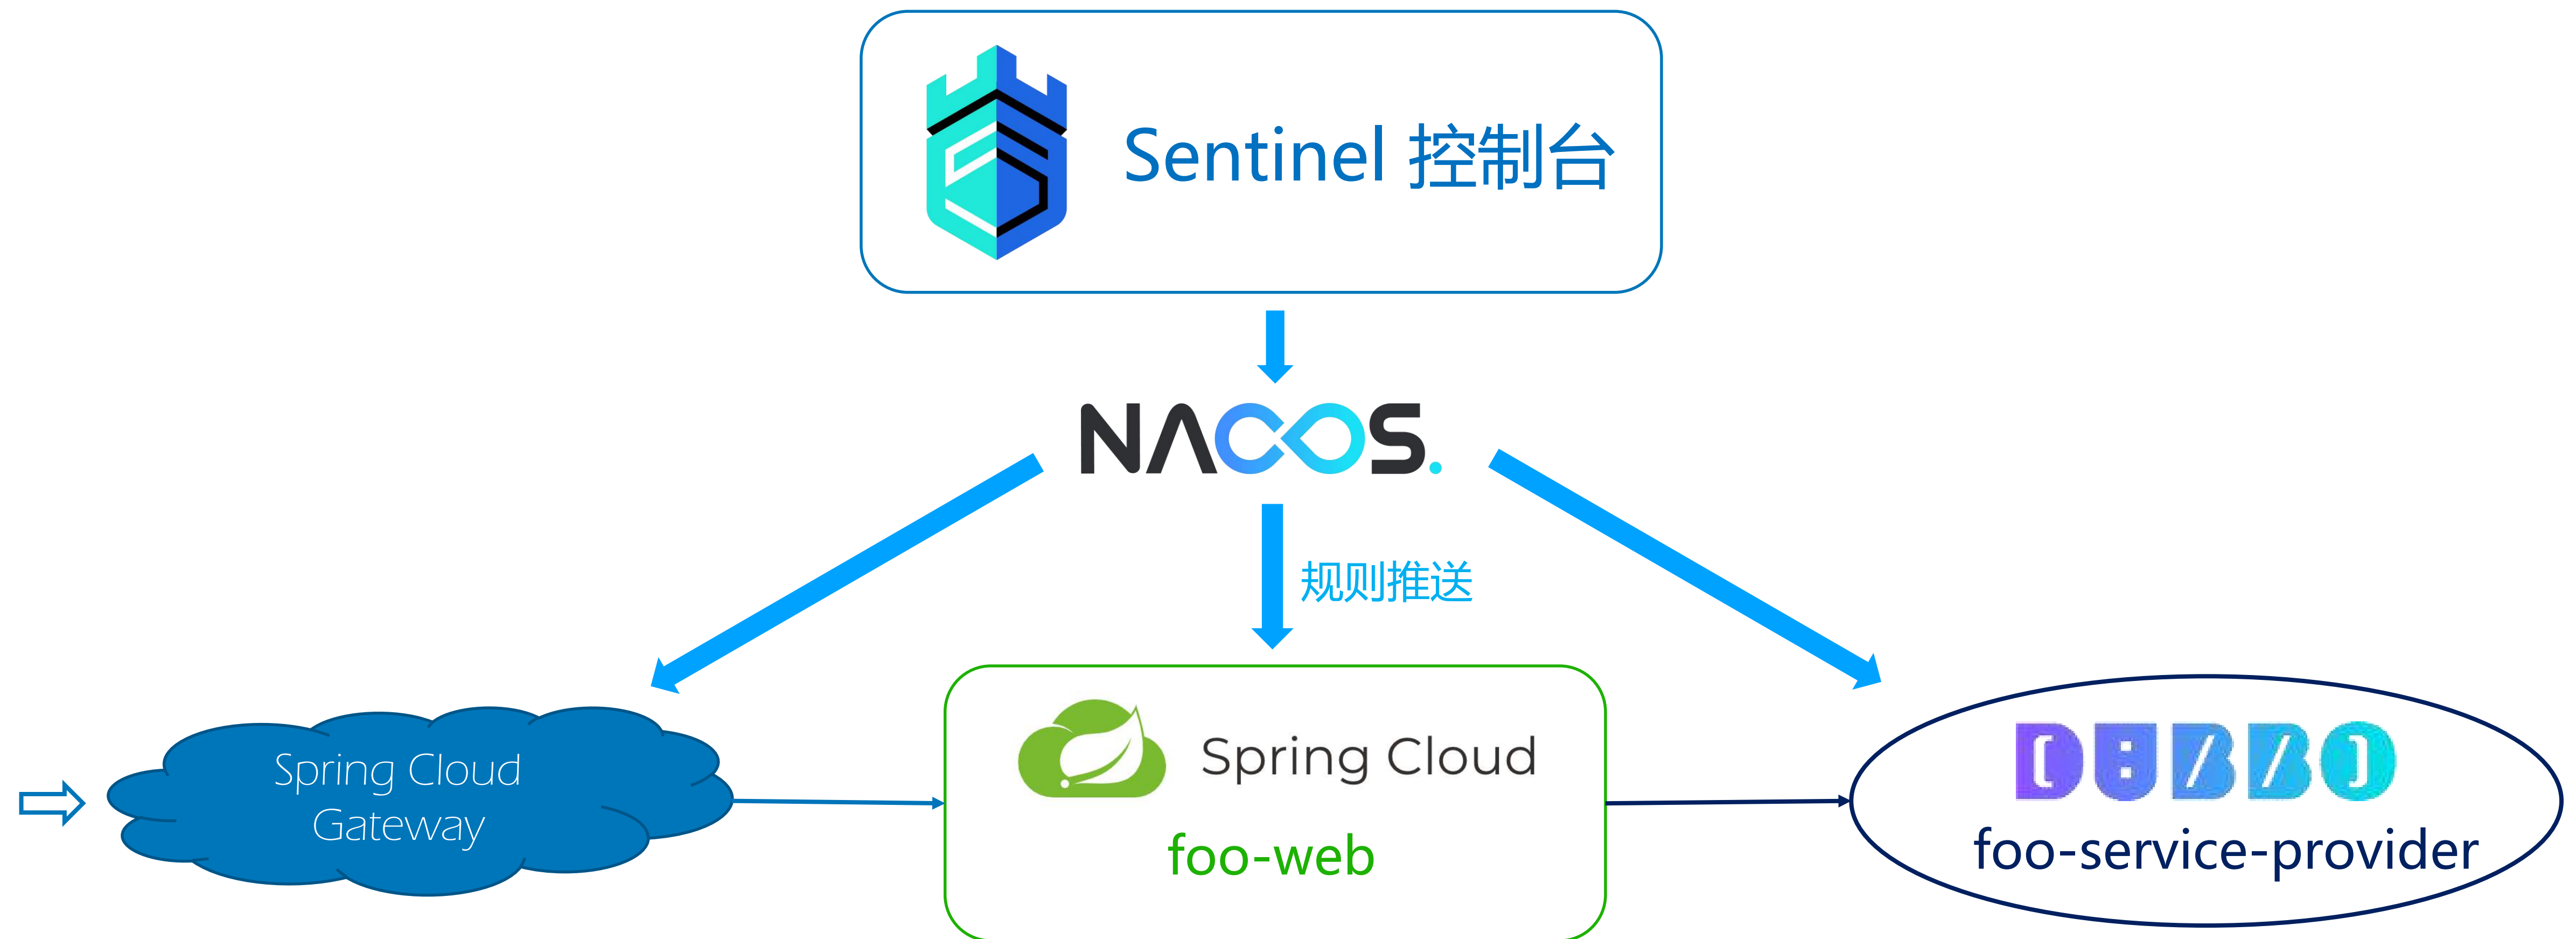 Sentinel 控制台
NACOS.
规则推送
Spring Cloud
Gateway
Spring Cloud
foo-web
DUBBO
foo-service-provider